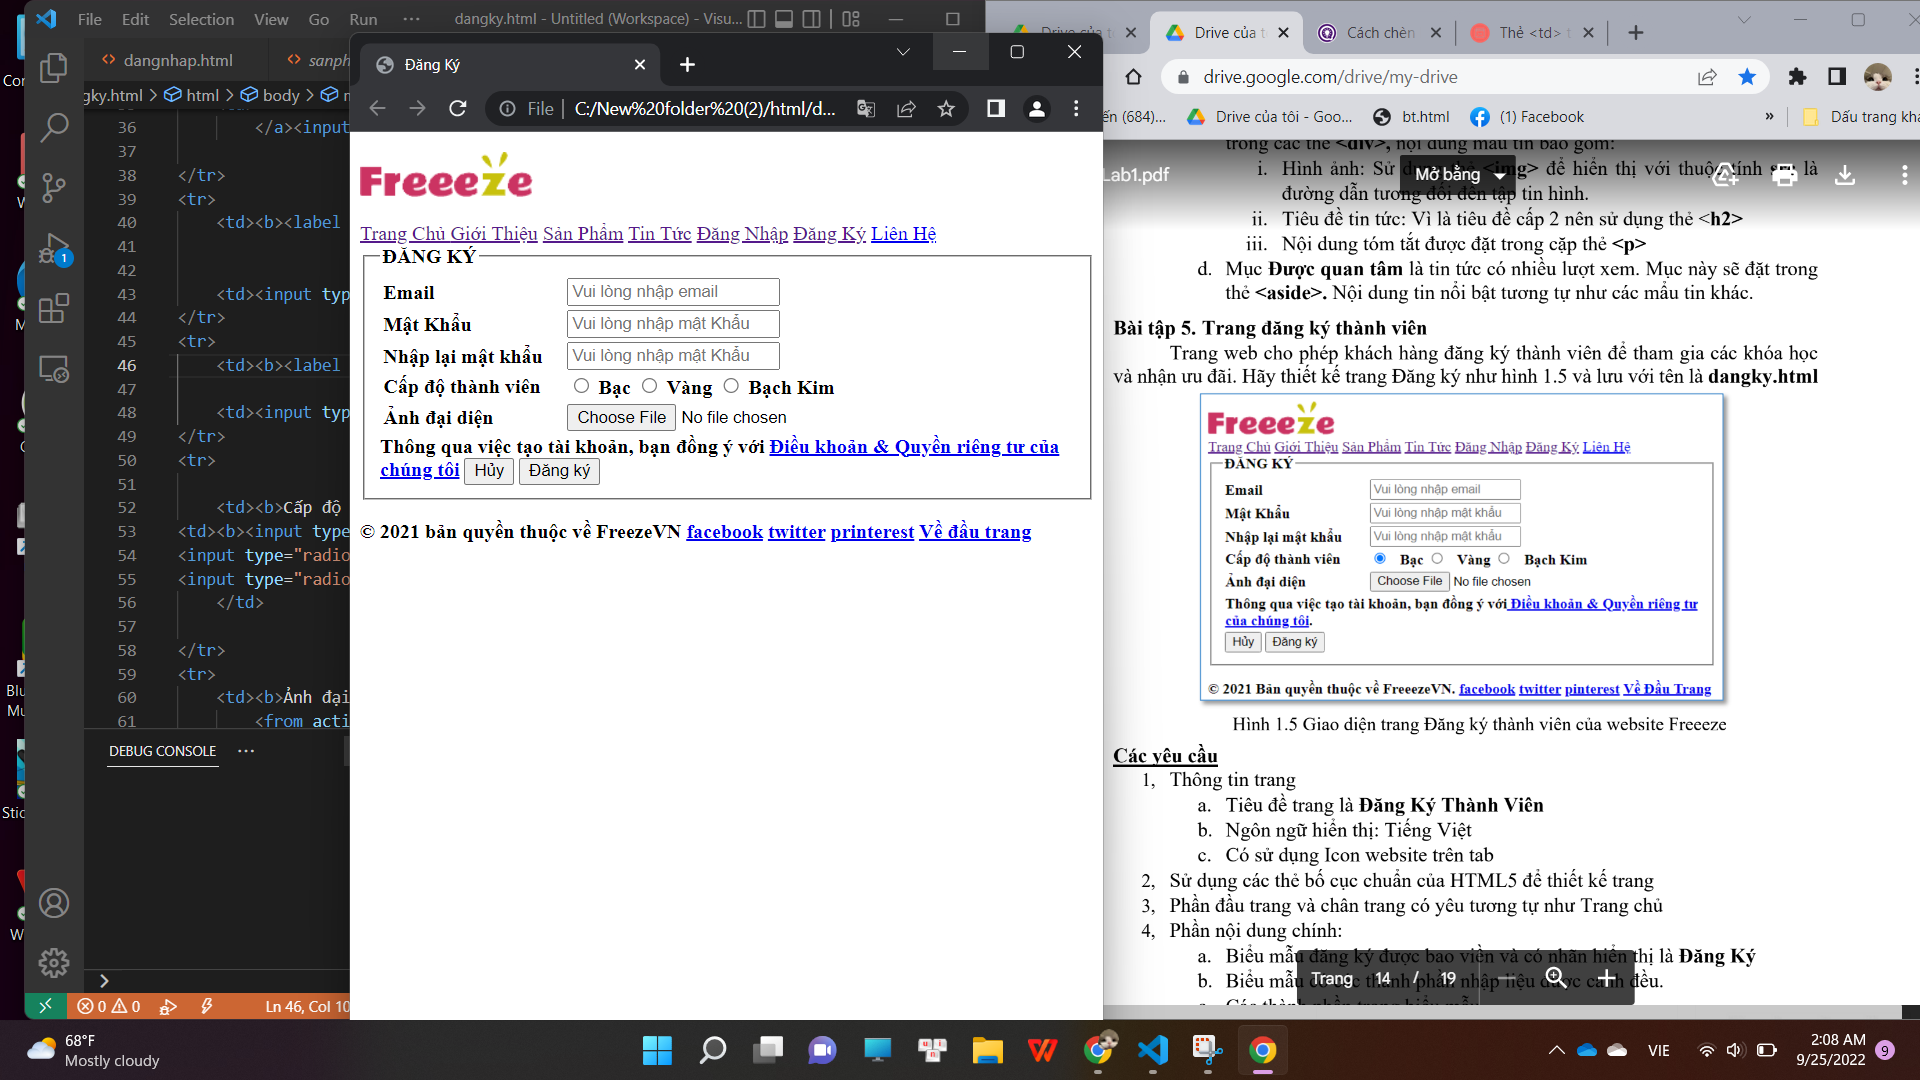 File Edit Selection View Go Run ··· dangky.html - Untitled (Workspace) - Visu...
dangnhap.html
sanph
gky.html > html > body >
36 </a><input
37
38 </tr>
39 <tr>
40 <td><b><label
41
42
43 <td><input typ
44 </tr>
45 <tr>
46 <td><b><label
47
48 <td><input typ
49 </tr>
50 <tr>
51
52 <td><b>Cấp độ
53 <td><b><input type
54 <input type="radio
55 <input type="radio
56 </td>
57
58 </tr>
59 <tr>
60 <td><b>Ảnh đại
61 <from acti
DEBUG CONSOLE ···
1
0 0
Ln 46, Col 10
Đăng Ký
File C:/New%20folder%20(2)/html/d...
Freeeze
Trang Chủ Giới Thiệu Sản Phẩm Tin Tức Đăng Nhập Đăng Ký Liên Hệ
ĐĂNG KÝ
Email Vui lòng nhập email
Mật Khẩu Vui lòng nhập mật Khẩu
Nhập lại mật khẩu Vui lòng nhập mật Khẩu
Cấp độ thành viên Bạc Vàng Bạch Kim
Ảnh đại diện Choose File No file chosen
Thông qua việc tạo tài khoản, bạn đồng ý với Điều khoản & Quyền riêng tư của
chúng tôi Hủy Đăng ký
© 2021 bản quyền thuộc về FreezeVN facebook twitter printerest Về đầu trang
Drive của t
Drive của t
Cách chèn
Thẻ <td> t
drive.google.com/drive/my-drive
ến (684)... Drive của tôi - Goo... bt.html (1) Facebook » Dấu trang kh
Lab1.pdf
Mở bằng
trong các thẻ <div>, nội dung mẫu tin bao gồm:
i. Hình ảnh: Sử dụng thẻ <img> để hiển thị với thuộc tính src là
đường dẫn tương đối đến tập tin hình.
ii. Tiêu đề tin tức: Vì là tiêu đề cấp 2 nên sử dụng thẻ <h2>
iii. Nội dung tóm tắt được đặt trong cặp thẻ <p>
d. Mục Được quan tâm là tin tức có nhiều lượt xem. Mục này sẽ đặt trong
thẻ <aside>. Nội dung tin nổi bật tương tự như các mẩu tin khác.
Bài tập 5. Trang đăng ký thành viên
Trang web cho phép khách hàng đăng ký thành viên để tham gia các khóa học
và nhận ưu đãi. Hãy thiết kế trang Đăng ký như hình 1.5 và lưu với tên là dangky.html
Freeeze
Trang Chủ Giới Thiệu Sản Phẩm Tin Tức Đăng Nhập Đăng Ký Liên Hệ
ĐĂNG KÝ
Email Vui lòng nhập email
Mật Khẩu Vui lòng nhập mật khẩu
Nhập lại mật khẩu Vui lòng nhập mật khẩu
Cấp độ thành viên Bạc Vàng Bạch Kim
Ảnh đại diện Choose File No file chosen
Thông qua việc tạo tài khoản, bạn đồng ý với Điều khoản & Quyền riêng tư
của chúng tôi.
Hủy Đăng ký
© 2021 Bản quyền thuộc về FreeezeVN. facebook twitter pinterest Về Đầu Trang
Hình 1.5 Giao diện trang Đăng ký thành viên của website Freeeze
Các yêu cầu
1, Thông tin trang
a. Tiêu đề trang là Đăng Ký Thành Viên
b. Ngôn ngữ hiển thị: Tiếng Việt
c. Có sử dụng Icon website trên tab
2, Sử dụng các thẻ bố cục chuẩn của HTML5 để thiết kế trang
3, Phần đầu trang và chân trang có yêu tương tự như Trang chủ
4, Phần nội dung chính:
a. Biểu mẫu đăng ký được bao viền và có nhãn hiển thị là Đăng Ký
b. Biểu mẫu có các thành phần nhập liệu được canh đều.
Trang 14 / 19
68°F
Mostly cloudy
VIE
2:08 AM
9/25/2022
9